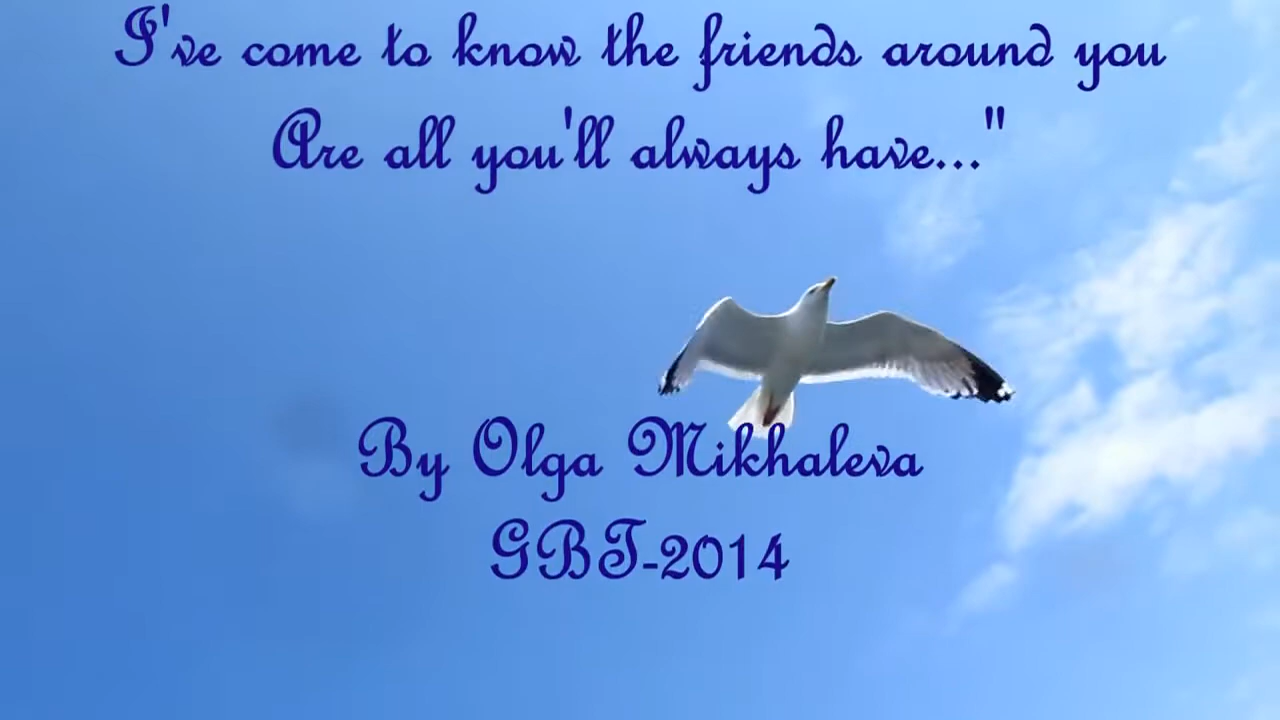 I've come to know the friends around you
Are all you'll always have..."
By Olga Mikhaleva
GBT-2014